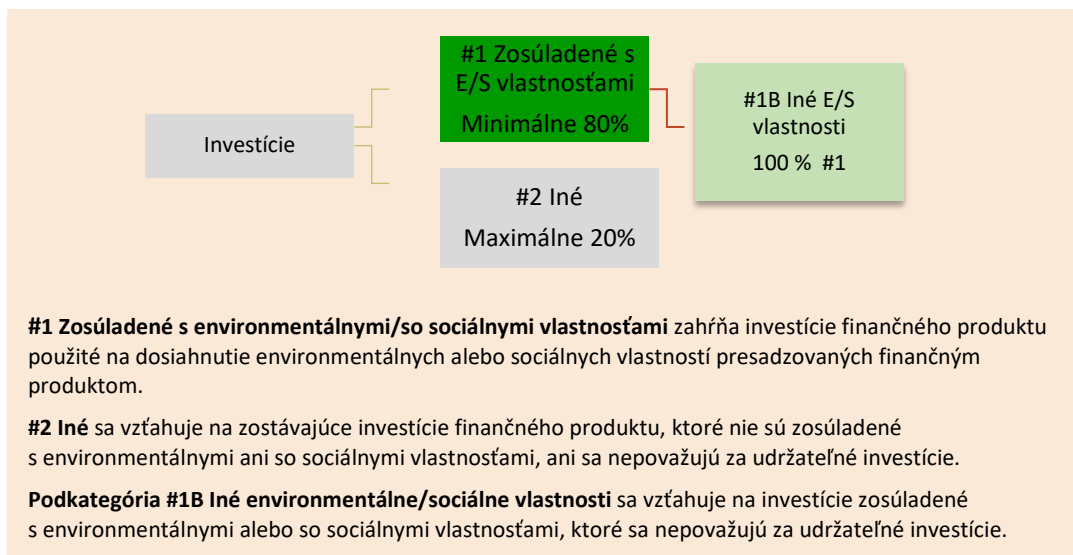 #1 Zosúladené s
E/S vlastnosťami
Minimálne 80%
#1B Iné E/S
vlastnosti
100 % #1
Investície
#2 Iné
Maximálne 20%
#1 Zosúladené s environmentálnymi/so sociálnymi vlastnosťami zahŕňa investície finančného produktu
použité na dosiahnutie environmentálnych alebo sociálnych vlastností presadzovaných finančným
produktom.
#2 Iné sa vzťahuje na zostávajúce investície finančného produktu, ktoré nie sú zosúladené
s environmentálnymi ani so sociálnymi vlastnosťami, ani sa nepovažujú za udržateľné investície.
Podkategória #1B Iné environmentálne/sociálne vlastnosti sa vzťahuje na investície zosúladené
s environmentálnymi alebo so sociálnymi vlastnosťami, ktoré sa nepovažujú za udržateľné investície.